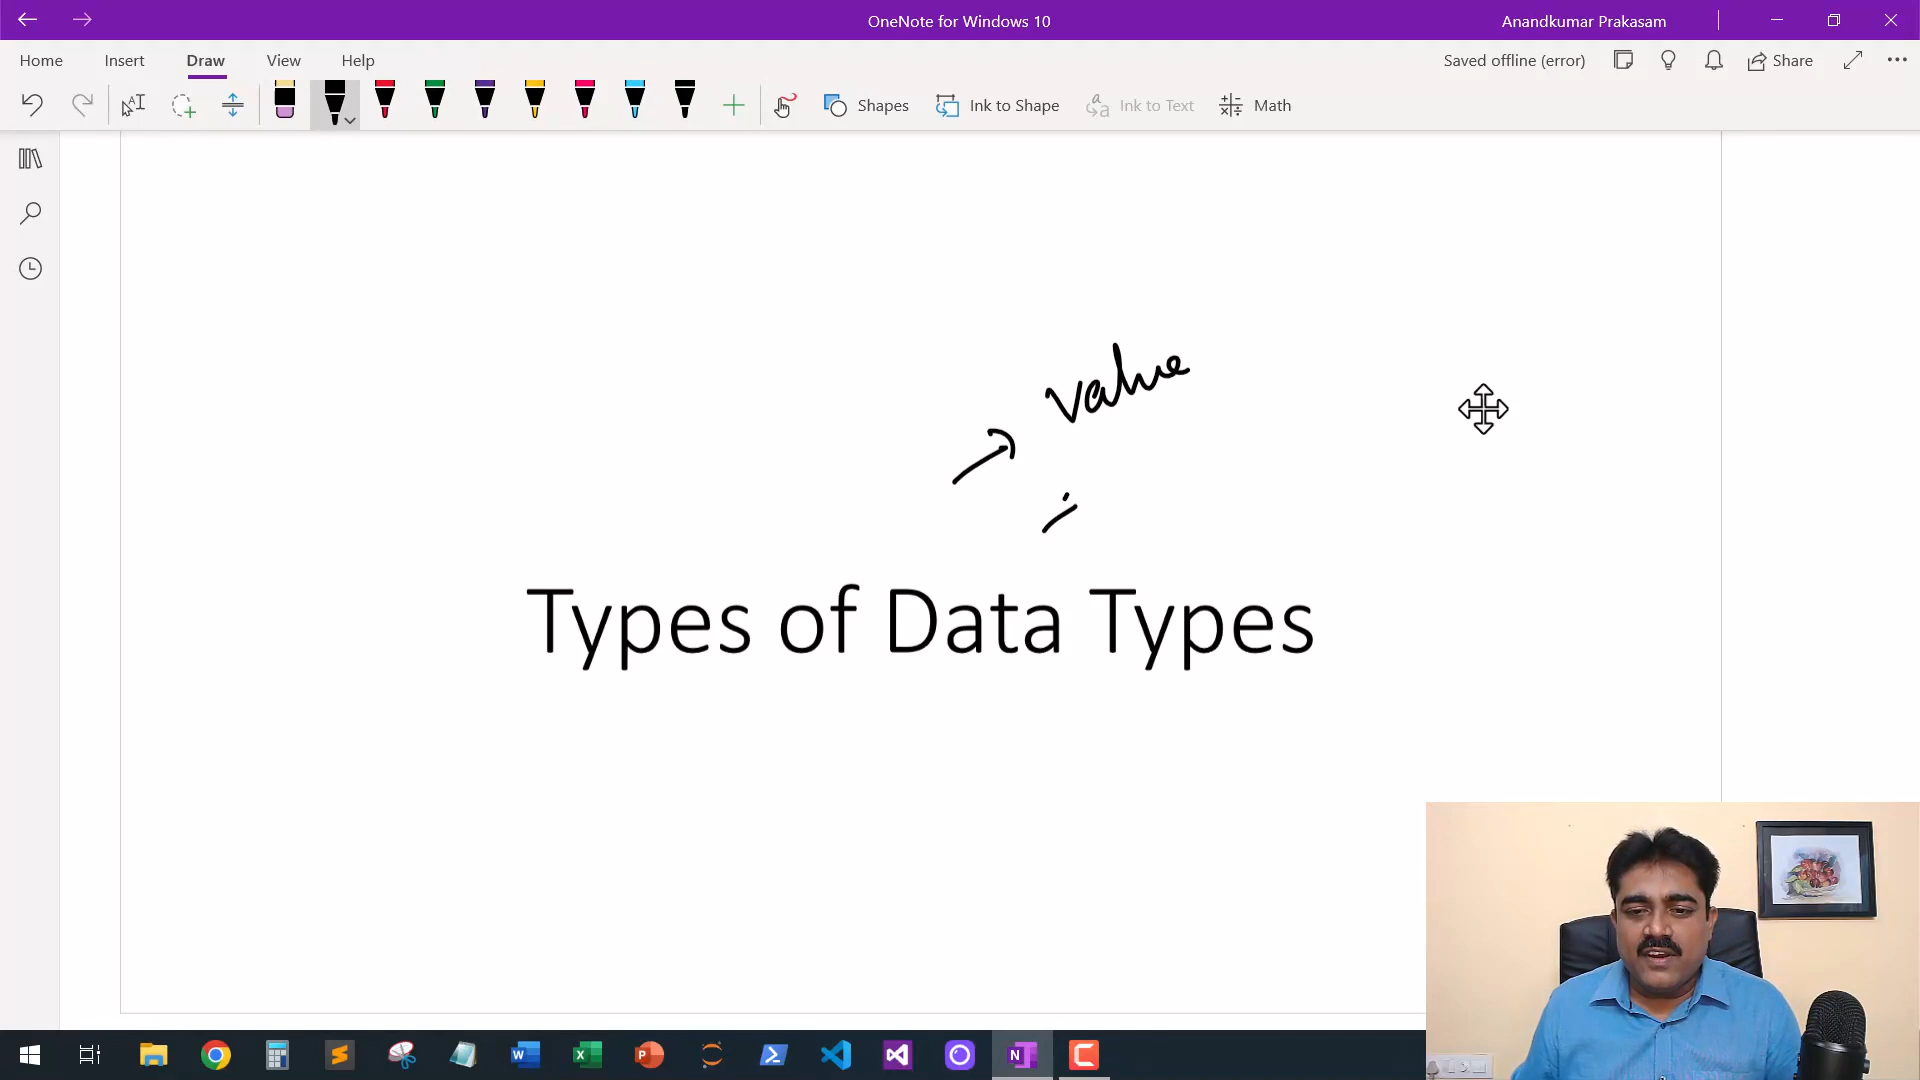 OneNote for Windows 10
Anandkumar Prakasam
Home Insert Draw View Help
Saved offline (error) Share
Shapes Ink to Shape Ink to Text Math
value
Types of Data Types